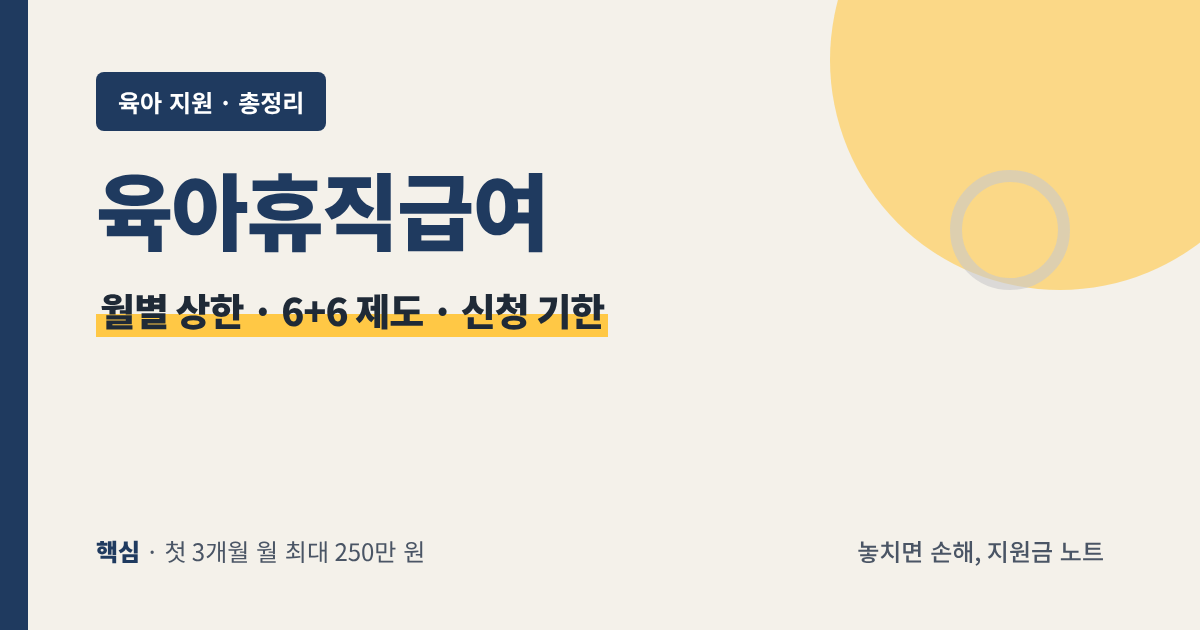 육아 지원 · 총정리
육아휴직급여
월별 상한 · 6+6 제도 · 신청 기한
핵심 · 첫 3개월 월 최대 250만 원
놓치면 손해, 지원금 노트